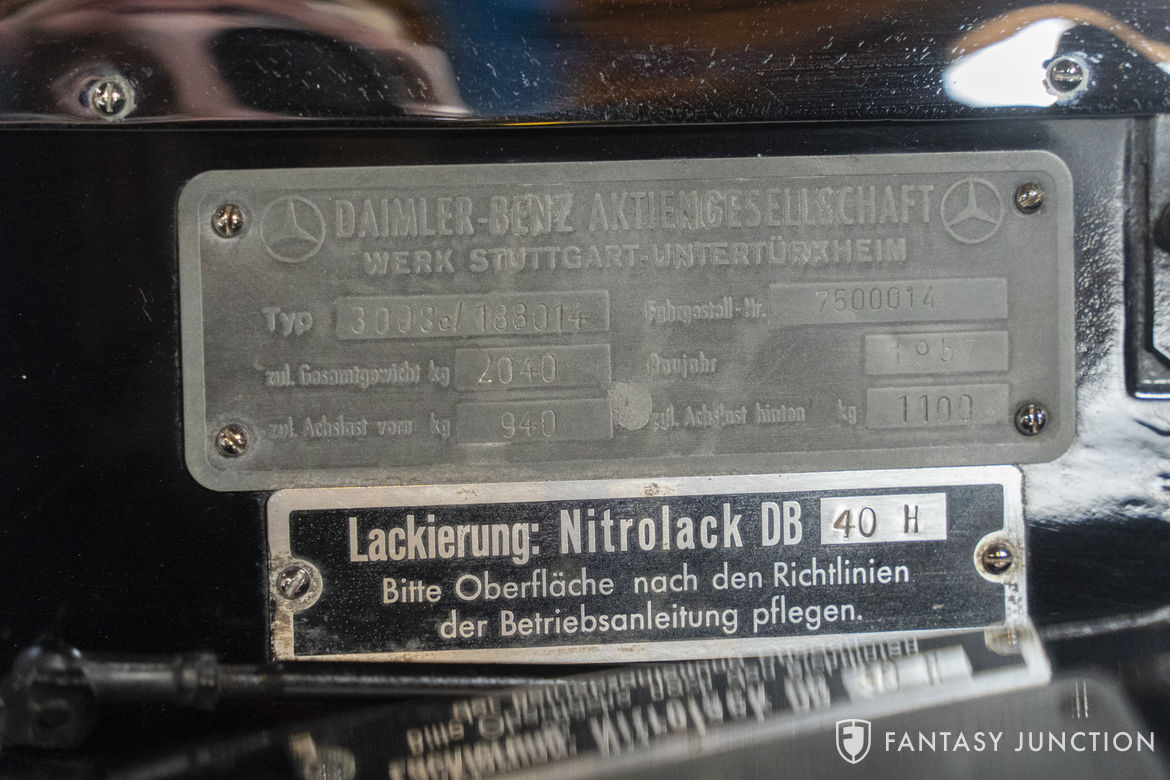 DAIMLER-BENZ AKTIENGESELLSCHAFT
WERK STUTTGART-UNTERTÜRKHEIM
Typ 300Sc/188014 Fahrgestell-Nr. 7500014
zul. Gesamtgewicht kg 2040 Baujahr 1957
zul. Achslast vorn kg 940 zul. Achslast hinten kg 1100
Lackierung: Nitrolack DB 40 H
Bitte Oberfläche nach den Richtlinien
der Betriebsanleitung pflegen.
FANTASY JUNCTION